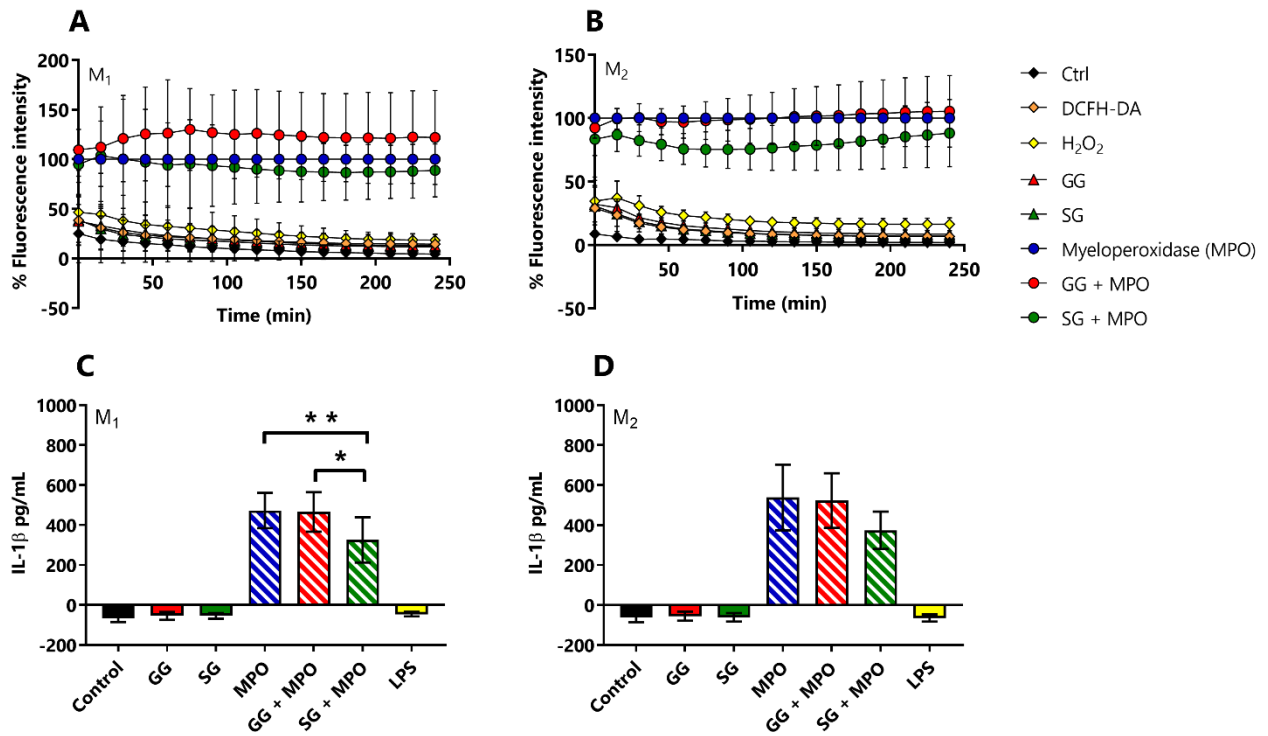 A
% Fluorescence intensity
200
150
100
50
0
-50
M₁
50
100
150
200
250
Time (min)
B
% Fluorescence intensity
150
100
50
0
-50
M₂
50
100
150
200
250
Time (min)
Ctrl
DCFH-DA
H₂O₂
GG
SG
Myeloperoxidase (MPO)
GG + MPO
SG + MPO
C
IL-1β pg/mL
1000
800
600
400
200
0
-200
M₁
* *
*
Control
GG
SG
MPO
GG + MPO
SG + MPO
LPS
D
IL-1β pg/mL
1000
800
600
400
200
0
-200
M₂
Control
GG
SG
MPO
GG + MPO
SG + MPO
LPS